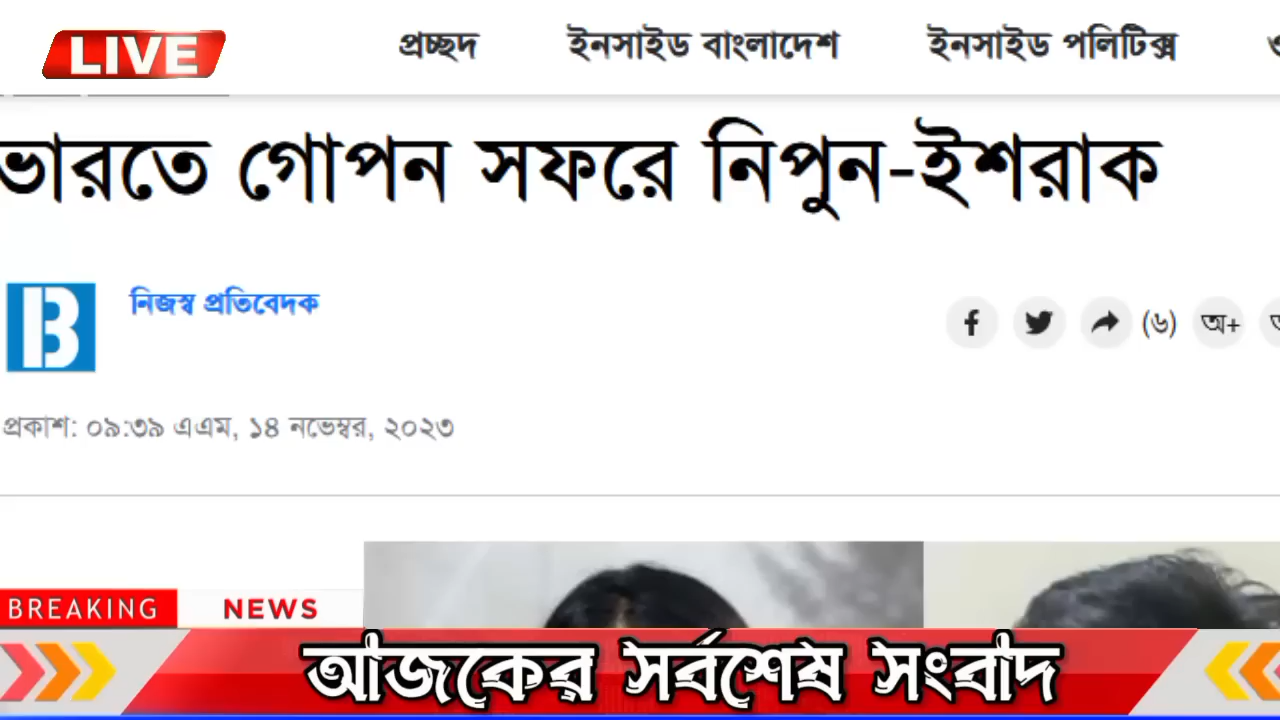 LIVE
প্রচ্ছদ ইনসাইড বাংলাদেশ ইনসাইড পলিটিক্স
ভারতে গোপন সফরে নিপুন-ইশরাক
B নিজস্ব প্রতিবেদক
(৬) অ+
প্রকাশ: ০৯:৩৯ এএম, ১৪ নভেম্বর, ২০২৩
BREAKING NEWS
আজকের সর্বশেষ সংবাদ